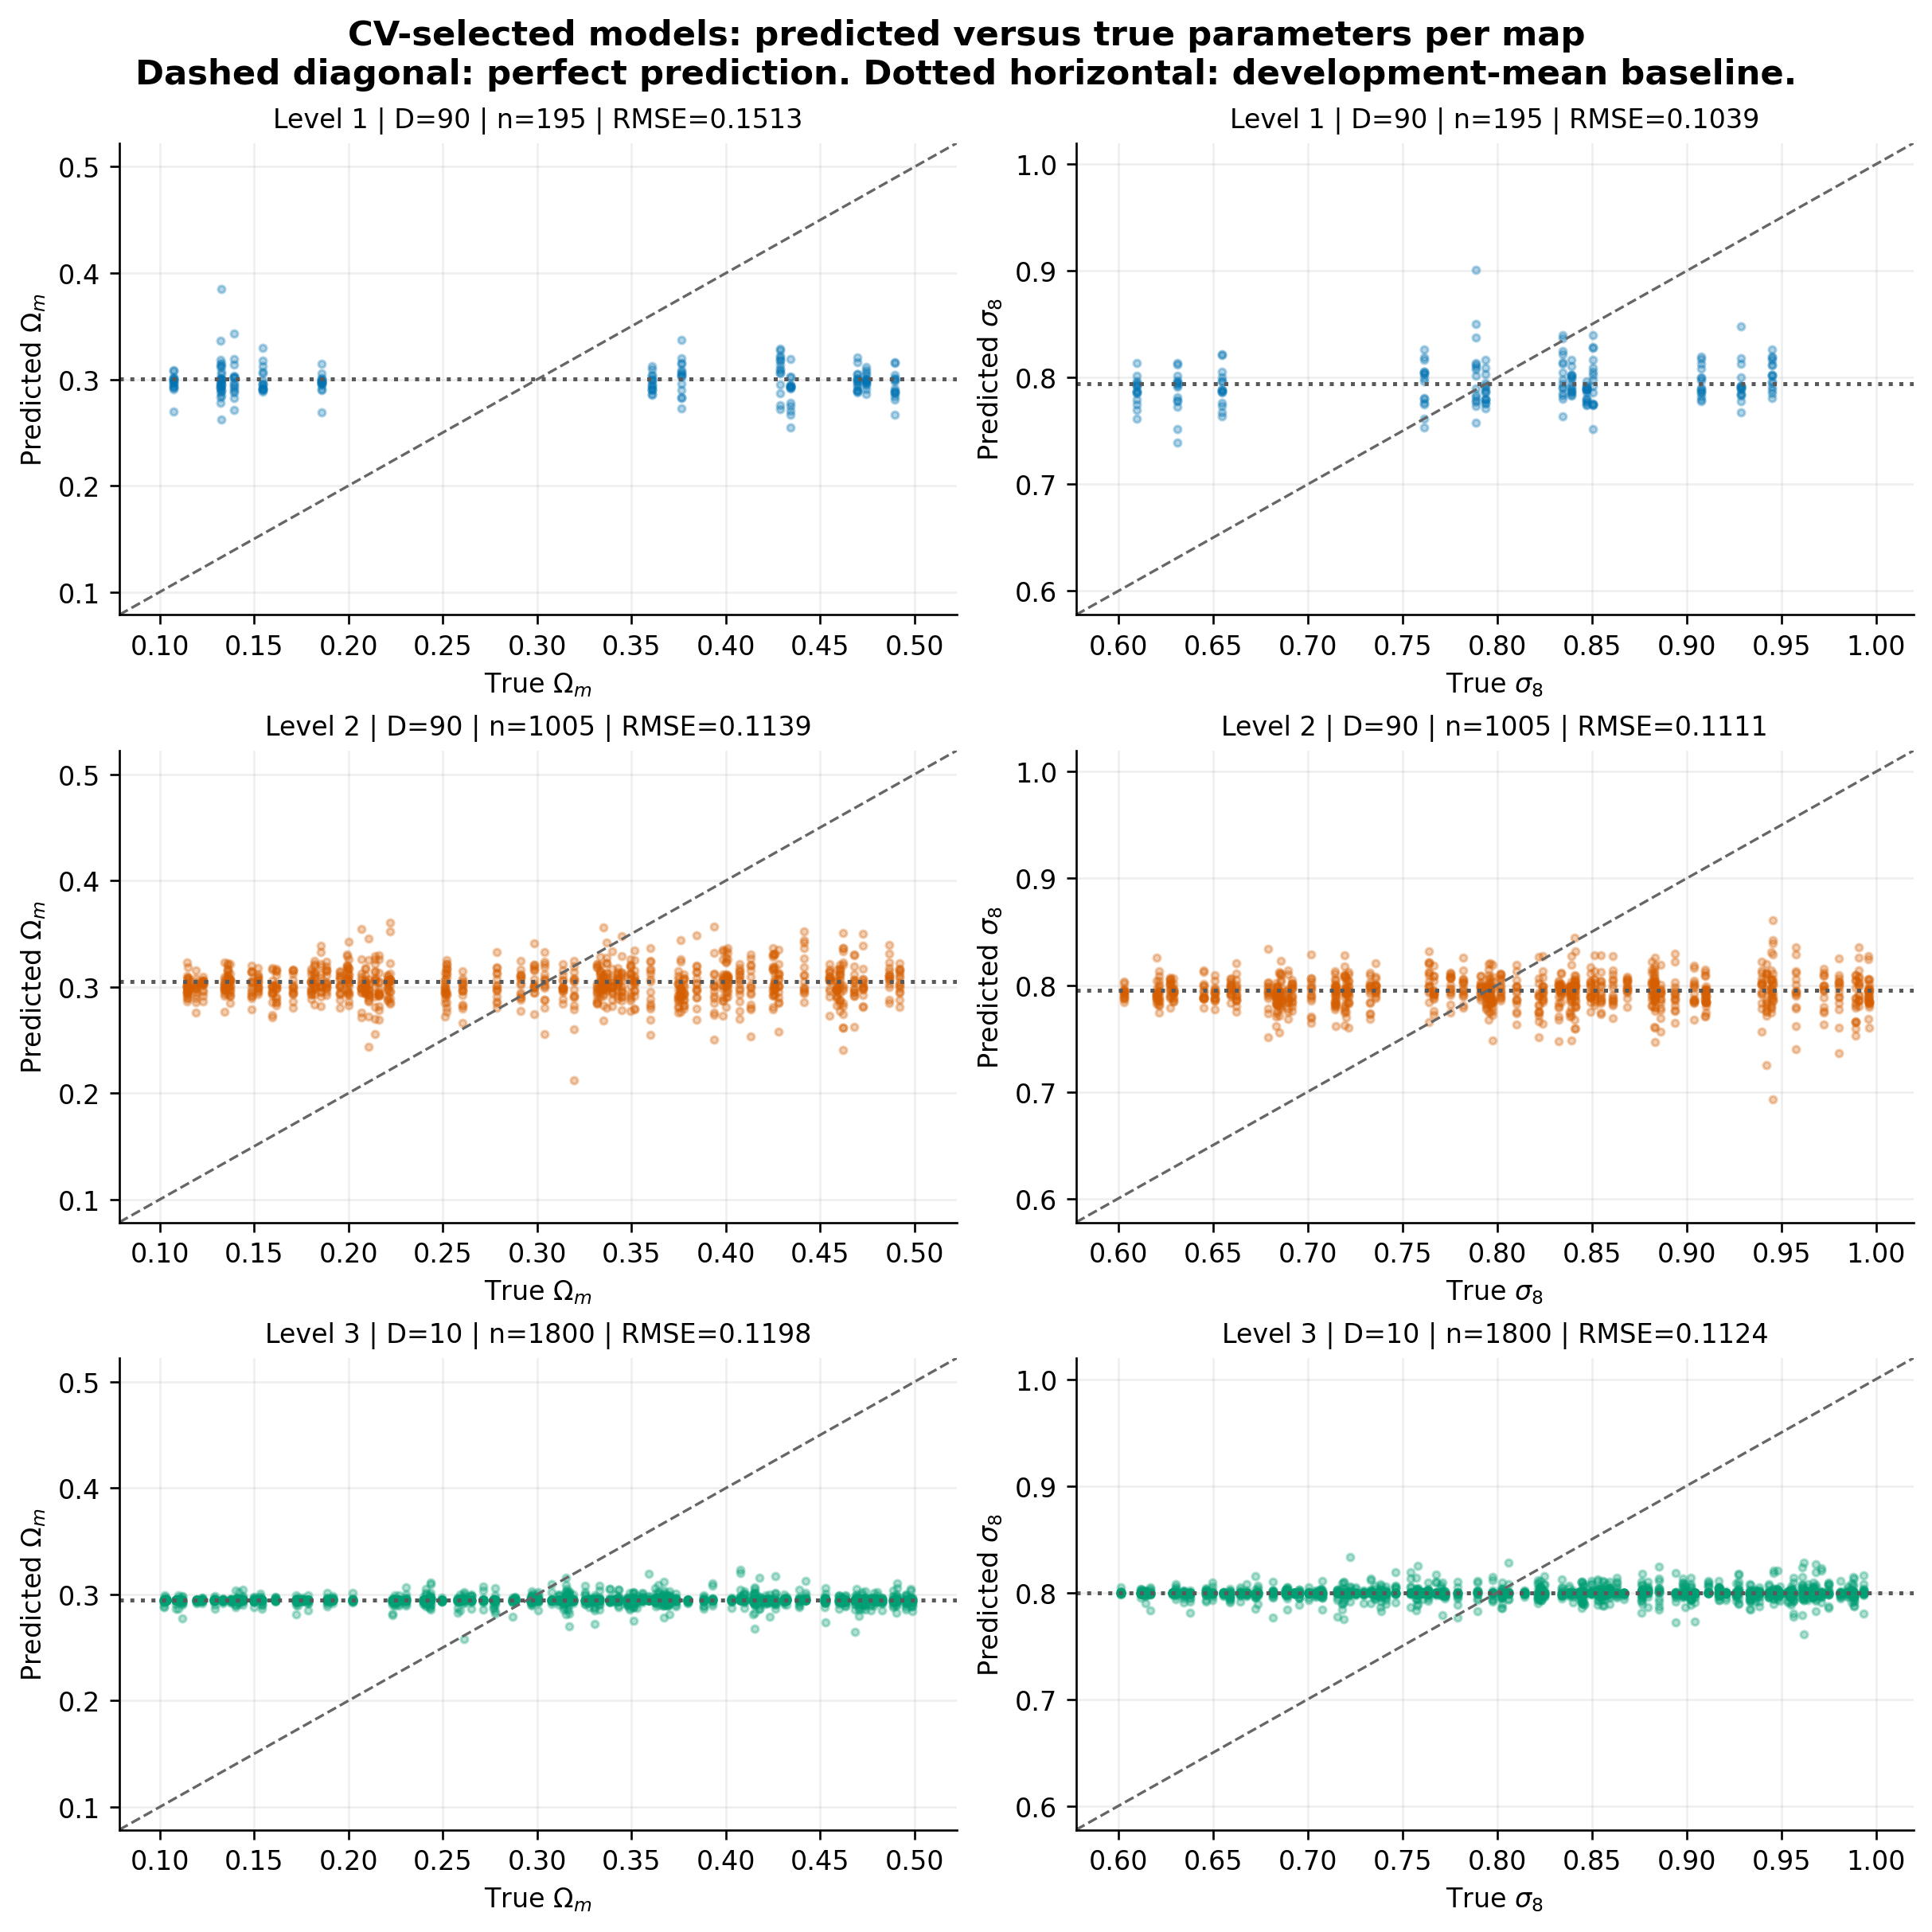 CV-selected models: predicted versus true parameters per map
Dashed diagonal: perfect prediction. Dotted horizontal: development-mean baseline.
Level 1 | D=90 | n=195 | RMSE=0.1513
0.5
0.4
0.3
0.2
0.1
Predicted Ωₘ
0.10 0.15 0.20 0.25 0.30 0.35 0.40 0.45 0.50
True Ωₘ
Level 1 | D=90 | n=195 | RMSE=0.1039
1.0
0.9
0.8
0.7
0.6
Predicted σ₈
0.60 0.65 0.70 0.75 0.80 0.85 0.90 0.95 1.00
True σ₈
Level 2 | D=90 | n=1005 | RMSE=0.1139
0.5
0.4
0.3
0.2
0.1
Predicted Ωₘ
0.10 0.15 0.20 0.25 0.30 0.35 0.40 0.45 0.50
True Ωₘ
Level 2 | D=90 | n=1005 | RMSE=0.1111
1.0
0.9
0.8
0.7
0.6
Predicted σ₈
0.60 0.65 0.70 0.75 0.80 0.85 0.90 0.95 1.00
True σ₈
Level 3 | D=10 | n=1800 | RMSE=0.1198
0.5
0.4
0.3
0.2
0.1
Predicted Ωₘ
0.10 0.15 0.20 0.25 0.30 0.35 0.40 0.45 0.50
True Ωₘ
Level 3 | D=10 | n=1800 | RMSE=0.1124
1.0
0.9
0.8
0.7
0.6
Predicted σ₈
0.60 0.65 0.70 0.75 0.80 0.85 0.90 0.95 1.00
True σ₈